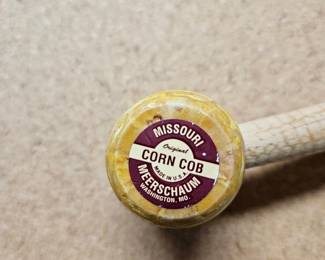 MISSOURI
Original
CORN COB
MADE IN U.S.A.
MEERSCHAUM
WASHINGTON, MO.